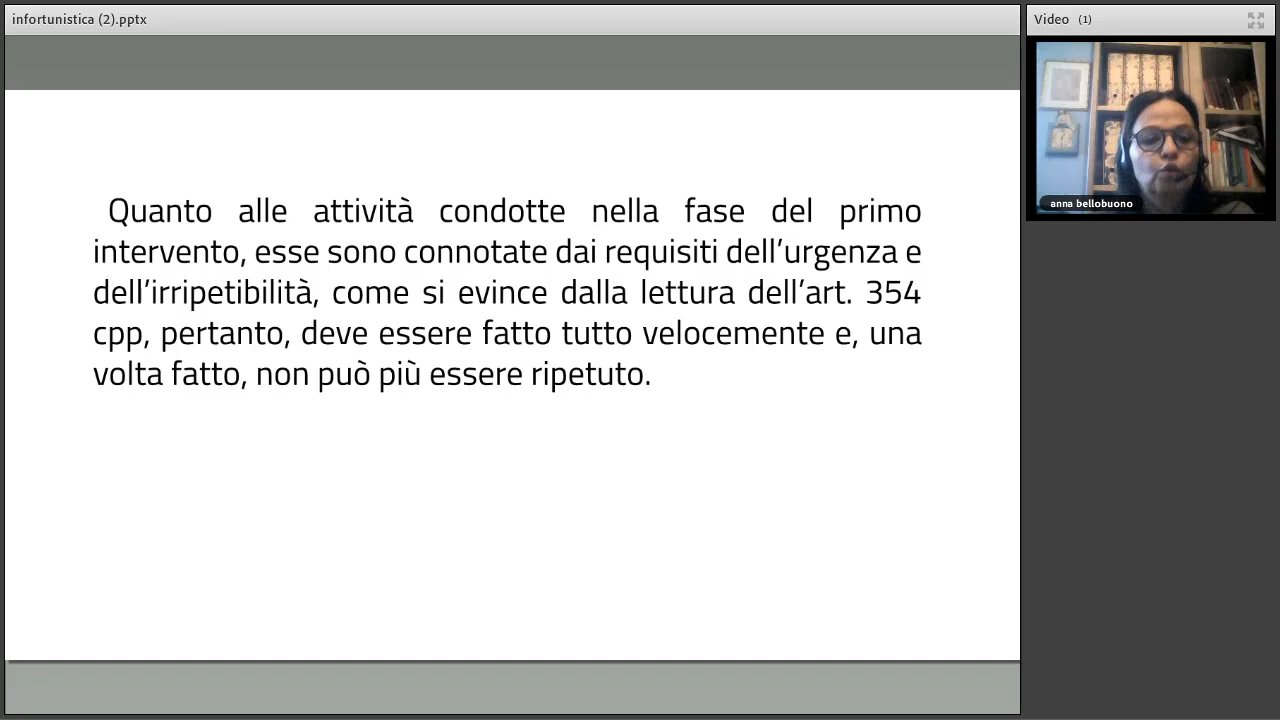 infortunistica (2).pptx
Video (1)
anna bellobuono
Quanto alle attività condotte nella fase del primo
intervento, esse sono connotate dai requisiti dell’urgenza e
dell’irripetibilità, come si evince dalla lettura dell’art. 354
cpp, pertanto, deve essere fatto tutto velocemente e, una
volta fatto, non può più essere ripetuto.